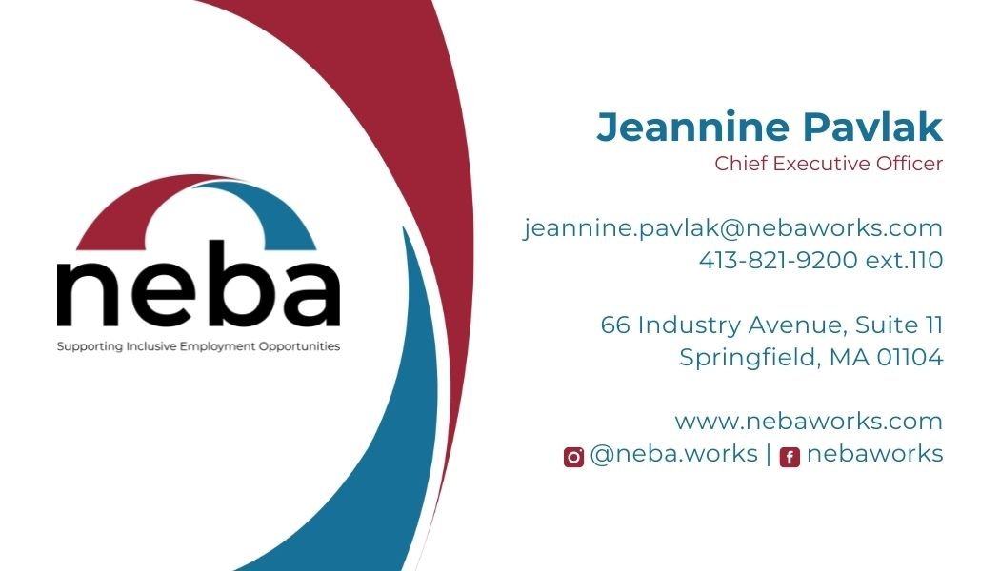 neba
Supporting Inclusive Employment Opportunities
Jeannine Pavlak
Chief Executive Officer
jeannine.pavlak@nebaworks.com
413-821-9200 ext.110
66 Industry Avenue, Suite 11
Springfield, MA 01104
www.nebaworks.com
@neba.works | nebaworks